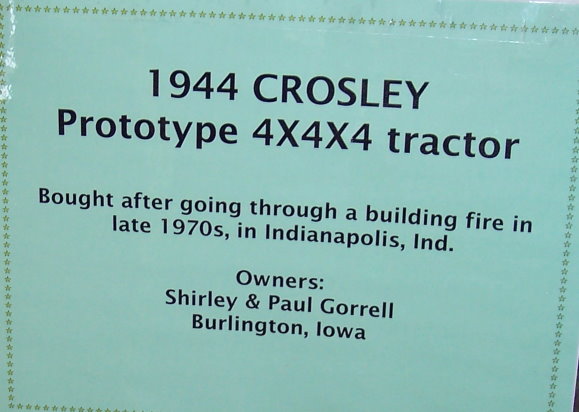 1944 CROSLEY
Prototype 4X4X4 tractor
Bought after going through a building fire in
late 1970s, in Indianapolis, Ind.
Owners:
Shirley & Paul Gorrell
Burlington, Iowa